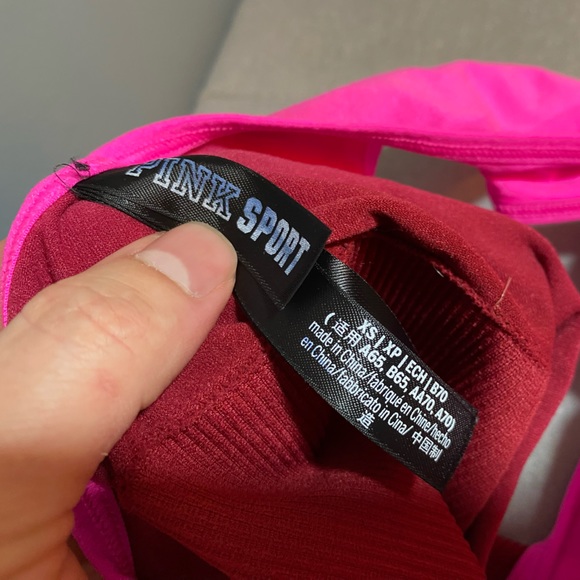 PINK SPORT
XS | XP | ECH | B70
(适用 A65, B65, AA70, A70)
made in China/fabriqué en Chine/hecho
en China/Fabbricato in Cina/ 中国制
造